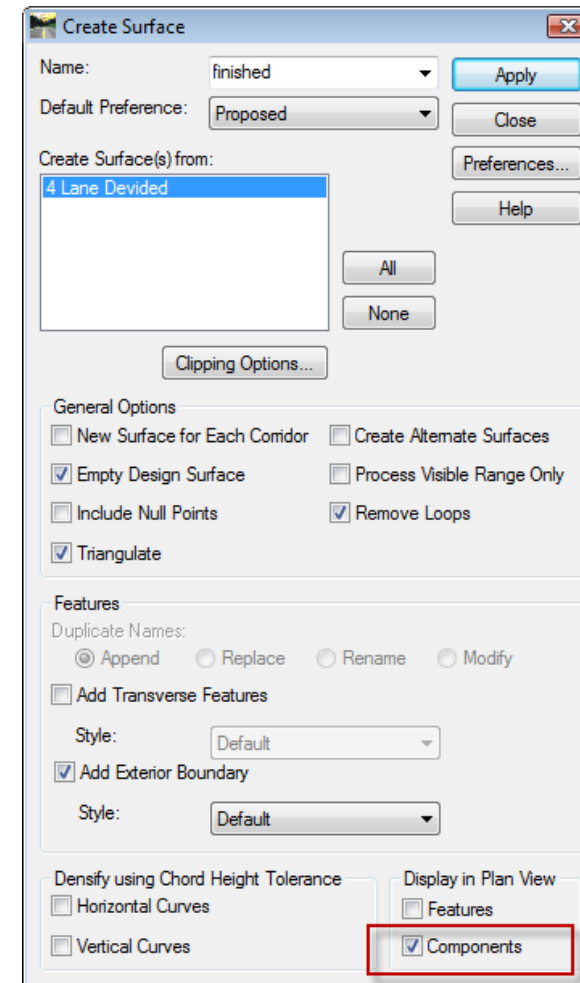 Create Surface
Name: finished Apply
Default Preference: Proposed Close
Create Surface(s) from: Preferences...
4 Lane Devided
Help
All
None
Clipping Options...
General Options
New Surface for Each Corridor Create Alternate Surfaces
Empty Design Surface Process Visible Range Only
Include Null Points Remove Loops
Triangulate
Features
Duplicate Names:
Append Replace Rename Modify
Add Transverse Features
Style: Default
Add Exterior Boundary
Style: Default
Densify using Chord Height Tolerance Display in Plan View
Horizontal Curves Features
Vertical Curves Components